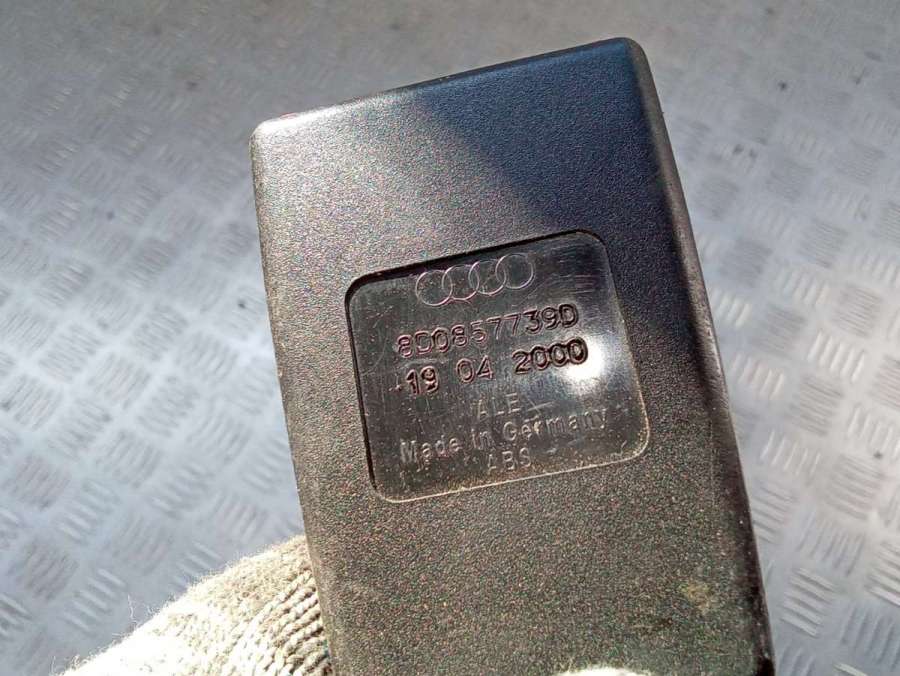 8D0857739D
19 04 2000
ALE
Made in Germany
ABS